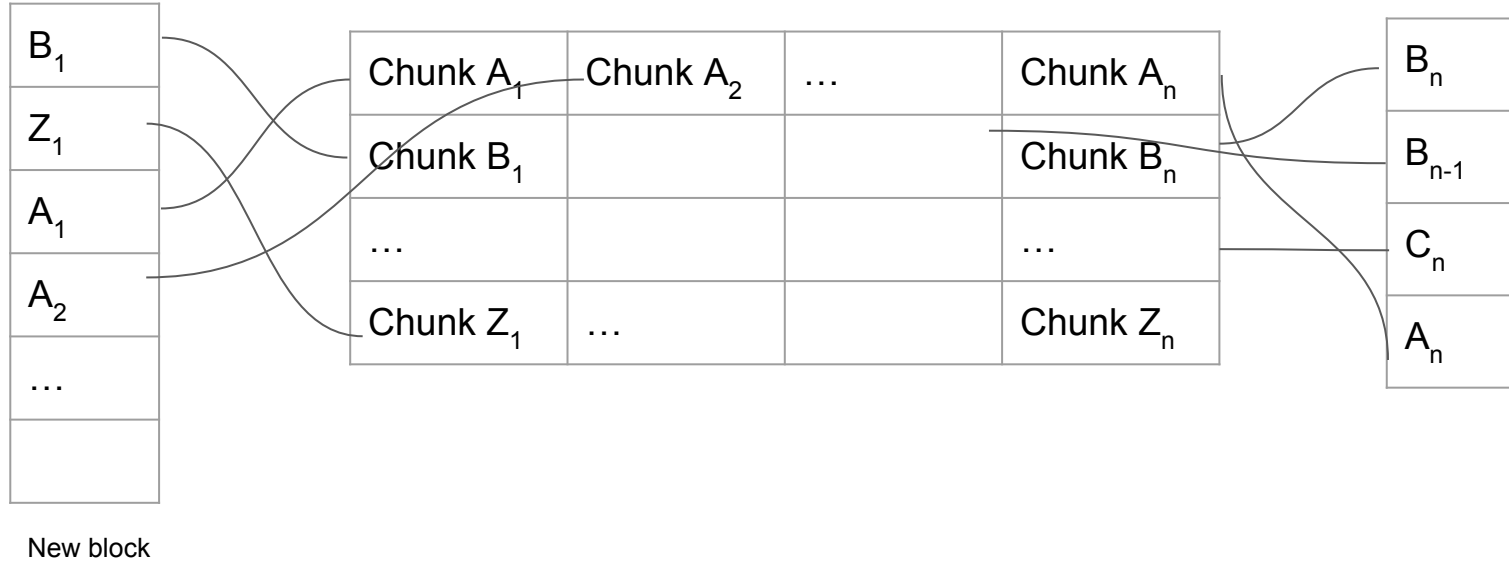 B₁
Z₁
A₁
A₂
…
New block
Chunk A₁ Chunk A₂ … Chunk Aₙ
Chunk B₁ Chunk Bₙ
… …
Chunk Z₁ … Chunk Zₙ
Bₙ
Bₙ₋₁
Cₙ
Aₙ